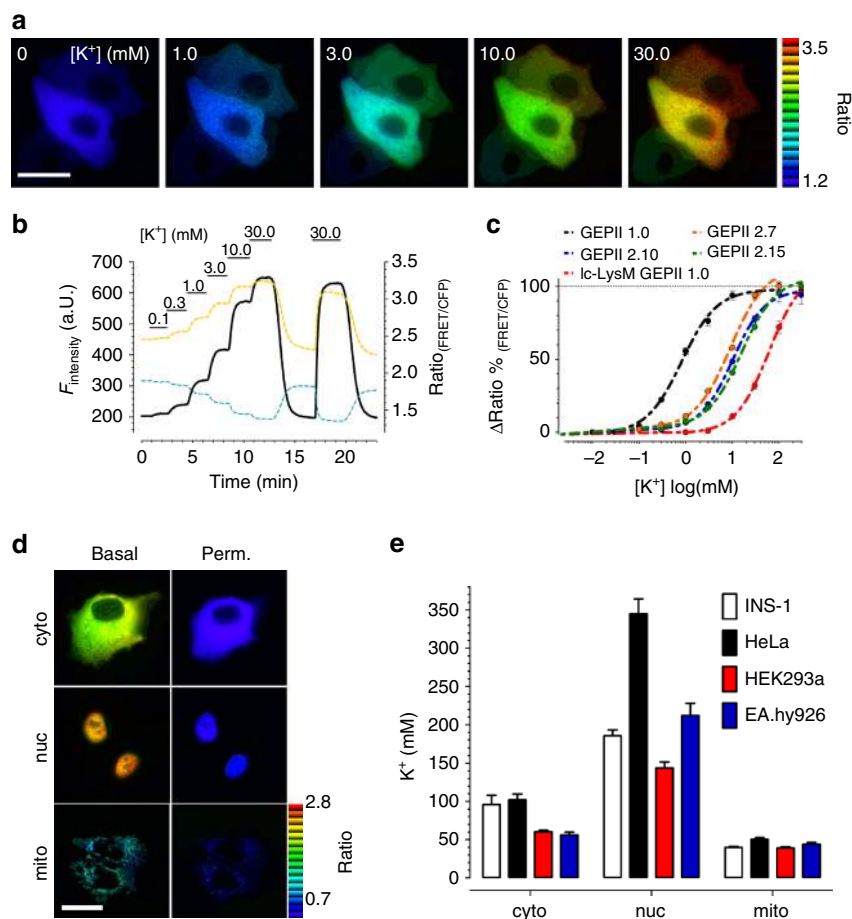 a
0 [K+] (mM) 1.0 3.0 10.0 30.0
3.5
Ratio
1.2
b
[K+] (mM)
0.1 0.3 1.0 3.0 10.0 30.0 30.0
700
600
500
400
300
200
Fintensity (a.U.)
3.5
3.0
2.5
2.0
1.5
Ratio(FRET/CFP)
0 5 10 15 20
Time (min)
c
GEPII 1.0 GEPII 2.7
GEPII 2.10 GEPII 2.15
lc-LysM GEPII 1.0
100
50
0
ΔRatio % (FRET/CFP)
−2 −1 0 1 2
[K+] log(mM)
d
Basal Perm.
cyto
nuc
mito
2.8
Ratio
0.7
e
INS-1
HeLa
HEK293a
EA.hy926
350
300
250
200
150
100
50
0
K+ (mM)
cyto nuc mito